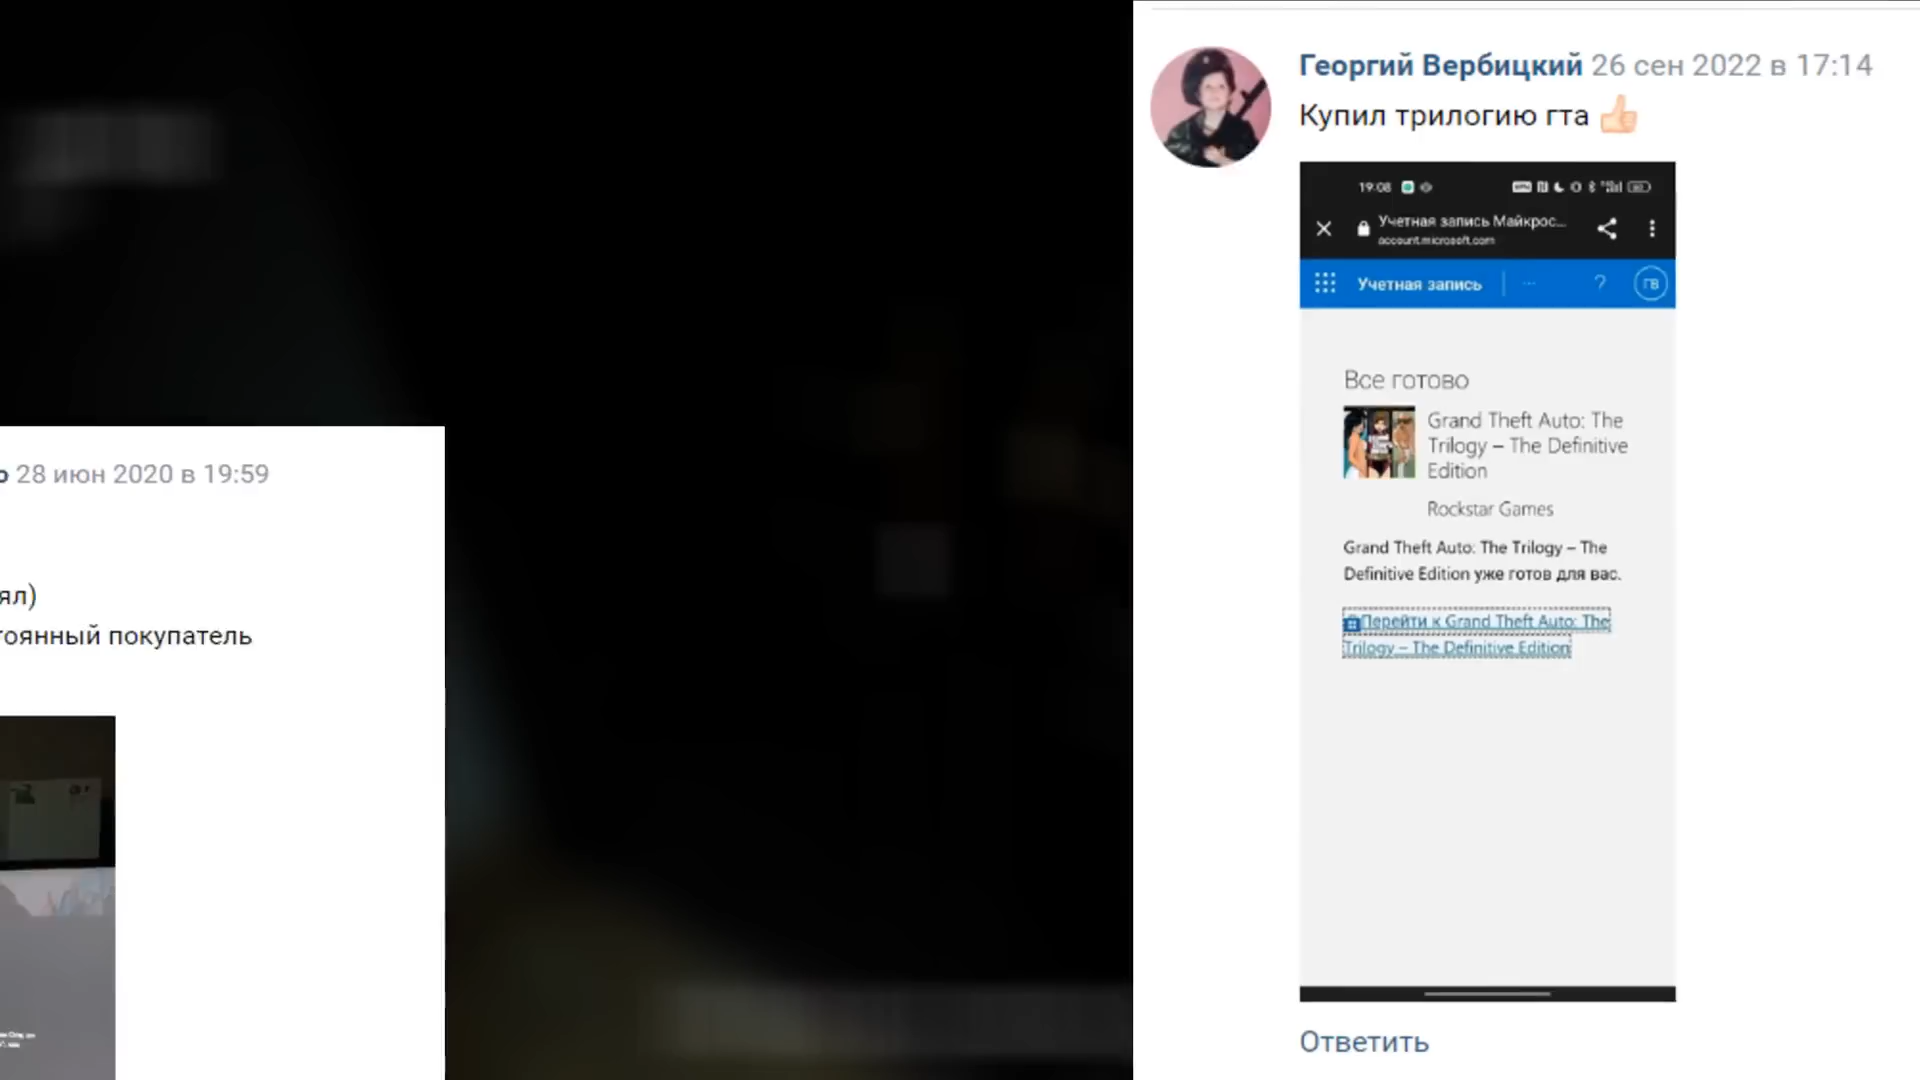 28 июн 2020 в 19:59
ял)
тоянный покупатель
Георгий Вербицкий 26 сен 2022 в 17:14
Купил трилогию гта
19:08
Учетная запись Майкрос...
account.microsoft.com
Учетная запись
...
?
ГВ
Все готово
Grand Theft Auto: The
Trilogy – The Definitive
Edition
Rockstar Games
Grand Theft Auto: The Trilogy – The
Definitive Edition уже готов для вас.
Перейти к Grand Theft Auto: The
Trilogy – The Definitive Edition
Ответить